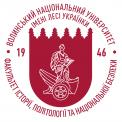 ВОЛИНСЬКИЙ НАЦІОНАЛЬНИЙ УНІВЕРСИТЕТ
ІМЕНІ ЛЕСІ УКРАЇНКИ
19 46
ФАКУЛЬТЕТ ІСТОРІЇ, ПОЛІТОЛОГІЇ ТА НАЦІОНАЛЬНОЇ БЕЗПЕКИ